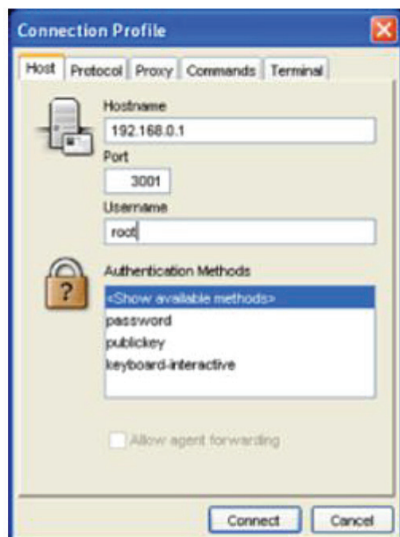 Connection Profile
Host Protocol Proxy Commands Terminal
Hostname
192.168.0.1
Port
3001
Username
root
?
Authentication Methods
<Show available methods>
password
publickey
keyboard-interactive
Allow agent forwarding
Connect Cancel